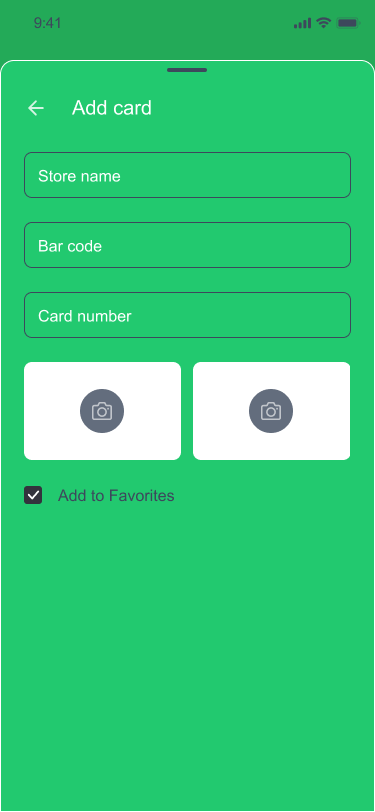 9:41
Add card
Store name
Bar code
Card number
Add to Favorites